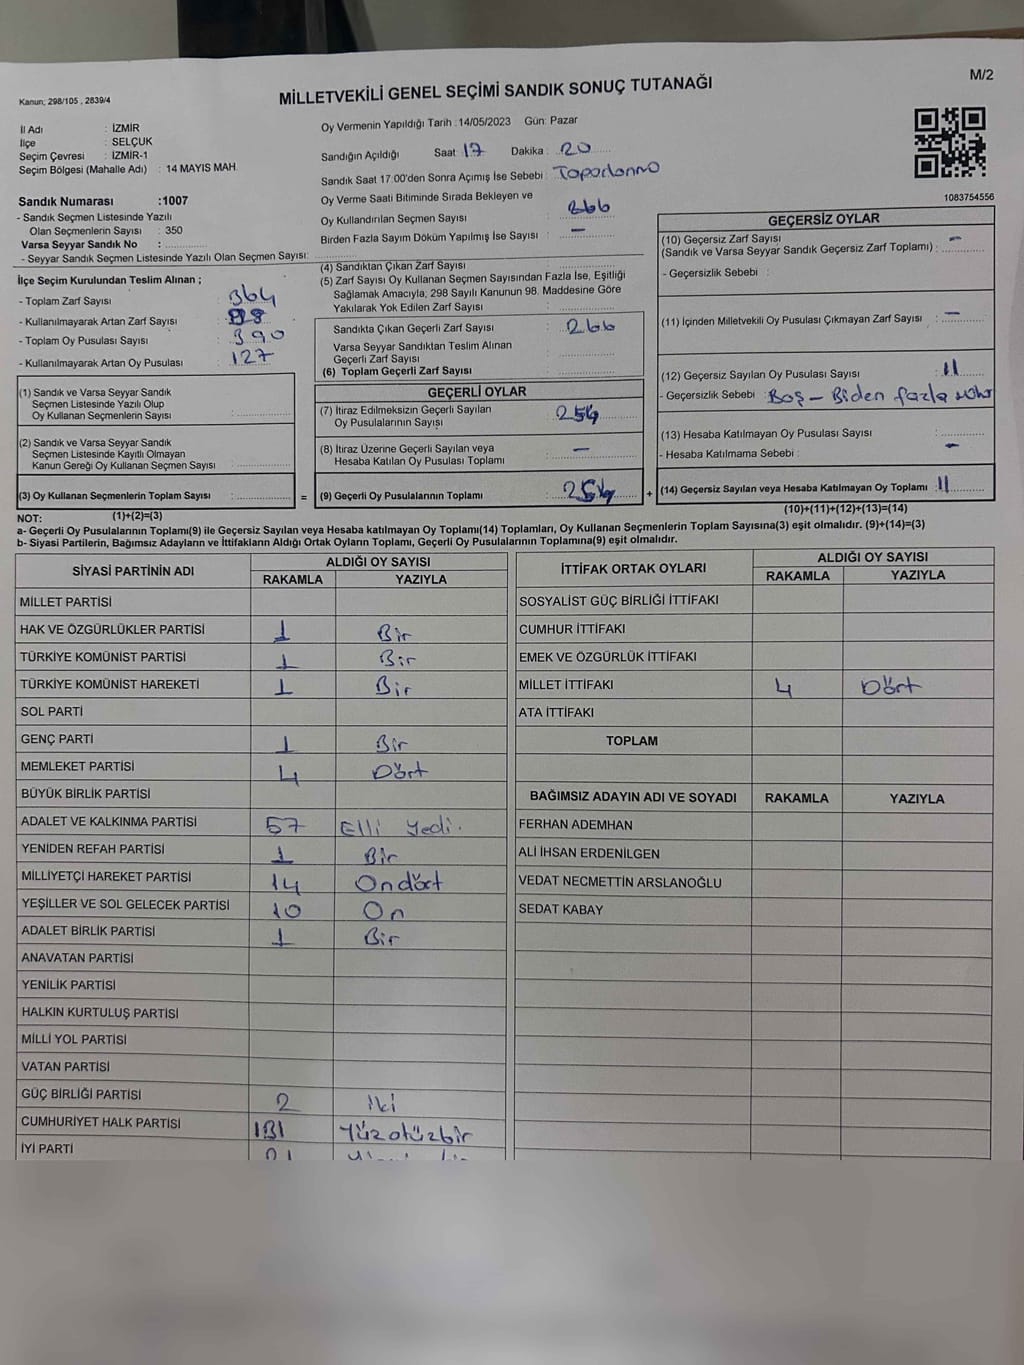 M/2
Kanun; 298/105 , 2839/4
MİLLETVEKİLİ GENEL SEÇİMİ SANDIK SONUÇ TUTANAĞI
İl Adı : İZMİR
İlçe : SELÇUK
Seçim Çevresi : İZMİR-1
Seçim Bölgesi (Mahalle Adı) : 14 MAYIS MAH
Oy Vermenin Yapıldığı Tarih :14/05/2023 Gün: Pazar
Sandığın Açıldığı Saat 17 Dakika : 20
Sandık Saat 17:00'den Sonra Açımış İse Sebebi : Toparlanma
1083754556
Sandık Numarası :1007
- Sandık Seçmen Listesinde Yazılı
Olan Seçmenlerin Sayısı : 350
Varsa Seyyar Sandık No :
- Seyyar Sandık Seçmen Listesinde Yazılı Olan Seçmen Sayısı:
Oy Verme Saati Bitiminde Sırada Bekleyen ve
Oy Kullandırılan Seçmen Sayısı :
Birden Fazla Sayım Döküm Yapılmış İse Sayısı : —
İlçe Seçim Kurulundan Teslim Alınan ;
- Toplam Zarf Sayısı : 364
- Kullanılmayarak Artan Zarf Sayısı :
- Toplam Oy Pusulası Sayısı : 390
- Kullanılmayarak Artan Oy Pusulası : 127
(1) Sandık ve Varsa Seyyar Sandık
Seçmen Listesinde Yazılı Olup
Oy Kullanan Seçmenlerin Sayısı :
(2) Sandık ve Varsa Seyyar Sandık
Seçmen Listesinde Kayıtlı Olmayan
Kanun Gereği Oy Kullanan Seçmen Sayısı :
(3) Oy Kullanan Seçmenlerin Toplam Sayısı : =
(4) Sandıktan Çıkan Zarf Sayısı :
(5) Zarf Sayısı Oy Kullanan Seçmen Sayısından Fazla İse, Eşitliği
Sağlamak Amacıyla, 298 Sayılı Kanunun 98. Maddesine Göre
Yakılarak Yok Edilen Zarf Sayısı :
Sandıkta Çıkan Geçerli Zarf Sayısı : 266
Varsa Seyyar Sandıktan Teslim Alınan
Geçerli Zarf Sayısı :
(6) Toplam Geçerli Zarf Sayısı :
GEÇERLİ OYLAR
(7) İtiraz Edilmeksizin Geçerli Sayılan
Oy Pusulalarının Sayısı : 254
(8) İtiraz Üzerine Geçerli Sayılan veya
Hesaba Katılan Oy Pusulası Toplamı : —
(9) Geçerli Oy Pusulalarının Toplamı : +
GEÇERSİZ OYLAR
(10) Geçersiz Zarf Sayısı
(Sandık ve Varsa Seyyar Sandık Geçersiz Zarf Toplamı) : —
- Geçersizlik Sebebi :
(11) İçinden Milletvekili Oy Pusulası Çıkmayan Zarf Sayısı : —
(12) Geçersiz Sayılan Oy Pusulası Sayısı : 11
- Geçersizlik Sebebi : Boş - Biden fazla mühr
(13) Hesaba Katılmayan Oy Pusulası Sayısı :
- Hesaba Katılmama Sebebi : —
(14) Geçersiz Sayılan veya Hesaba Katılmayan Oy Toplamı : 11
(10)+(11)+(12)+(13)=(14)
NOT: (1)+(2)=(3)
a- Geçerli Oy Pusulalarının Toplamı(9) ile Geçersiz Sayılan veya Hesaba katılmayan Oy Toplamı(14) Toplamları, Oy Kullanan Seçmenlerin Toplam Sayısına(3) eşit olmalıdır. (9)+(14)=(3)
b- Siyasi Partilerin, Bağımsız Adayların ve İttifakların Aldığı Ortak Oyların Toplamı, Geçerli Oy Pusulalarının Toplamına(9) eşit olmalıdır.
SİYASİ PARTİNİN ADI ALDIĞI OY SAYISI
RAKAMLA YAZIYLA
MİLLET PARTİSİ
HAK VE ÖZGÜRLÜKLER PARTİSİ 1 Bir
TÜRKİYE KOMÜNİST PARTİSİ 1 Bir
TÜRKİYE KOMÜNİST HAREKETİ 1 Bir
SOL PARTİ
GENÇ PARTİ 1 Bir
MEMLEKET PARTİSİ 4 Dört
BÜYÜK BİRLİK PARTİSİ
ADALET VE KALKINMA PARTİSİ 57 Elli yedi.
YENİDEN REFAH PARTİSİ 1 Bir
MİLLİYETÇİ HAREKET PARTİSİ 14 Ondört
YEŞİLLER VE SOL GELECEK PARTİSİ 10 On
ADALET BİRLİK PARTİSİ 1 Bir
ANAVATAN PARTİSİ
YENİLİK PARTİSİ
HALKIN KURTULUŞ PARTİSİ
MİLLİ YOL PARTİSİ
VATAN PARTİSİ
GÜÇ BİRLİĞİ PARTİSİ 2 iki
CUMHURİYET HALK PARTİSİ 131 Yüzotuzbir
İYİ PARTİ
İTTİFAK ORTAK OYLARI ALDIĞI OY SAYISI
RAKAMLA YAZIYLA
SOSYALİST GÜÇ BİRLİĞİ İTTİFAKI
CUMHUR İTTİFAKI
EMEK VE ÖZGÜRLÜK İTTİFAKI
MİLLET İTTİFAKI 4 Dört
ATA İTTİFAKI
TOPLAM
BAĞIMSIZ ADAYIN ADI VE SOYADI RAKAMLA YAZIYLA
FERHAN ADEMHAN
ALİ İHSAN ERDENİLGEN
VEDAT NECMETTİN ARSLANOĞLU
SEDAT KABAY